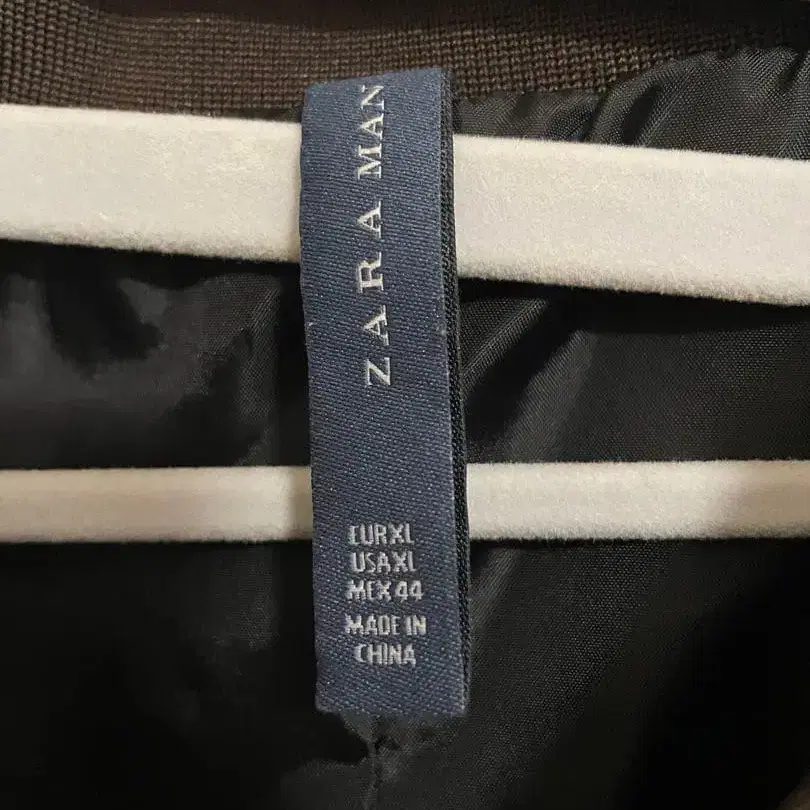 ZARA MAN
EUR XL
USA XL
MEX 44
MADE IN
CHINA